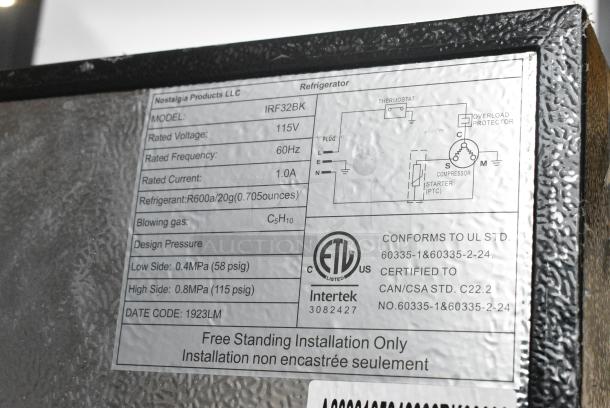 Nostalgia Products LLC
Refrigerator
MODEL: IRF32BK
Rated Voltage: 115V
Rated Frequency: 60Hz
Rated Current: 1.0A
Refrigerant:R600a/20g(0.705ounces)
Blowing gas: C5H10
Design Pressure
Low Side: 0.4MPa (58 psig)
High Side: 0.8MPa (115 psig)
DATE CODE: 1923LM
THERMOSTAT
OVERLOAD
PROTECTOR
PLUG
L
E
N
C
S M
COMPRESSOR
STARTER
(PTC)
ETL
LISTED
C US
Intertek
3082427
CONFORMS TO UL STD.
60335-1&60335-2-24,
CERTIFIED TO
CAN/CSA STD. C22.2
NO.60335-1&60335-2-24
Free Standing Installation Only
Installation non encastrée seulement